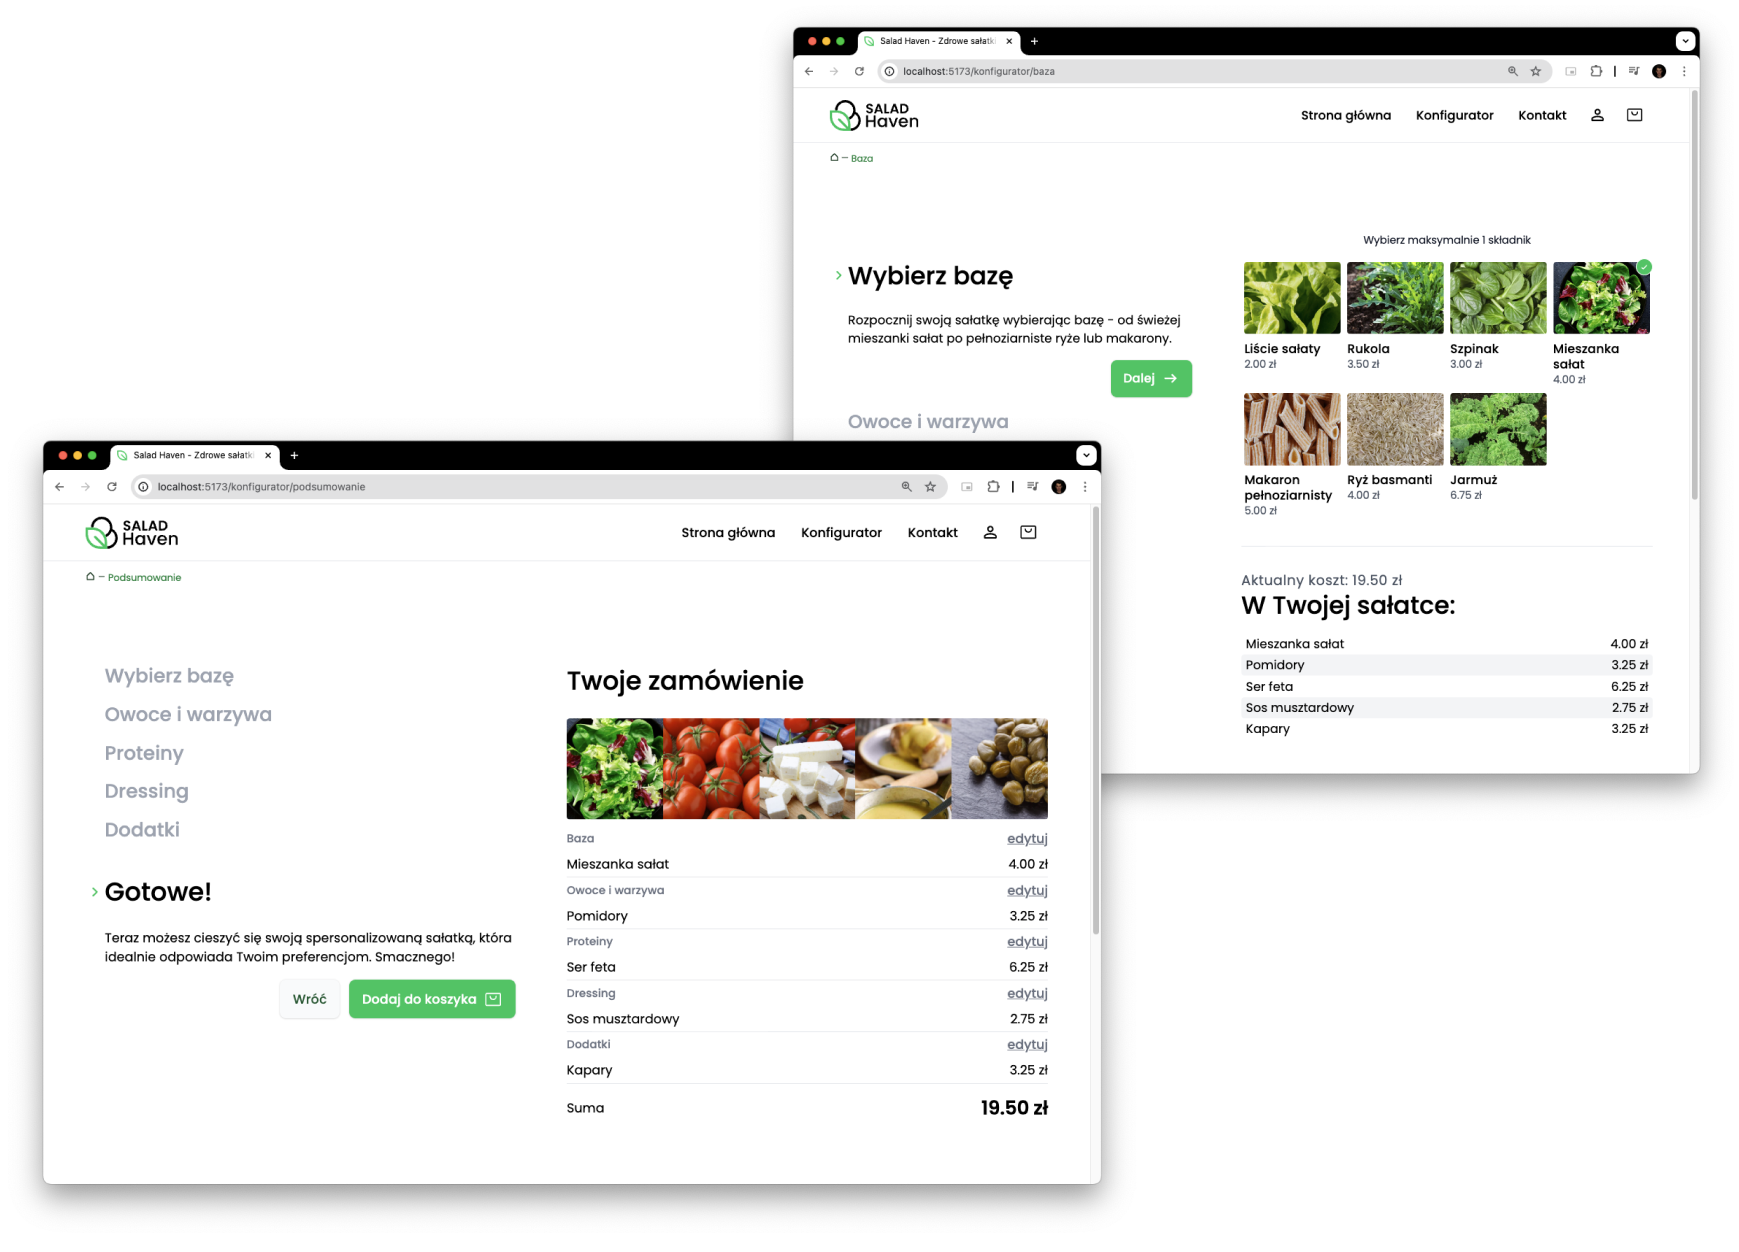 Salad Haven - Zdrowe sałatk
localhost:5173/konfigurator/baza
SALAD
Haven
Strona główna
Konfigurator
Kontakt
– Baza
Wybierz maksymalnie 1 składnik
Wybierz bazę
Rozpocznij swoją sałatkę wybierając bazę - od świeżej
mieszanki sałat po pełnoziarniste ryże lub makarony.
Dalej
Owoce i warzywa
Liście sałaty
2.00 zł
Rukola
3.50 zł
Szpinak
3.00 zł
Mieszanka
sałat
4.00 zł
Makaron
pełnoziarnisty
5.00 zł
Ryż basmanti
4.00 zł
Jarmuż
6.75 zł
Aktualny koszt: 19.50 zł
W Twojej sałatce:
Mieszanka sałat 4.00 zł
Pomidory 3.25 zł
Ser feta 6.25 zł
Sos musztardowy 2.75 zł
Kapary 3.25 zł
Salad Haven - Zdrowe sałatk
localhost:5173/konfigurator/podsumowanie
SALAD
Haven
Strona główna
Konfigurator
Kontakt
– Podsumowanie
Wybierz bazę
Owoce i warzywa
Proteiny
Dressing
Dodatki
Gotowe!
Teraz możesz cieszyć się swoją spersonalizowaną sałatką, która
idealnie odpowiada Twoim preferencjom. Smacznego!
Wróć
Dodaj do koszyka
Twoje zamówienie
Baza edytuj
Mieszanka sałat 4.00 zł
Owoce i warzywa edytuj
Pomidory 3.25 zł
Proteiny edytuj
Ser feta 6.25 zł
Dressing edytuj
Sos musztardowy 2.75 zł
Dodatki edytuj
Kapary 3.25 zł
Suma 19.50 zł